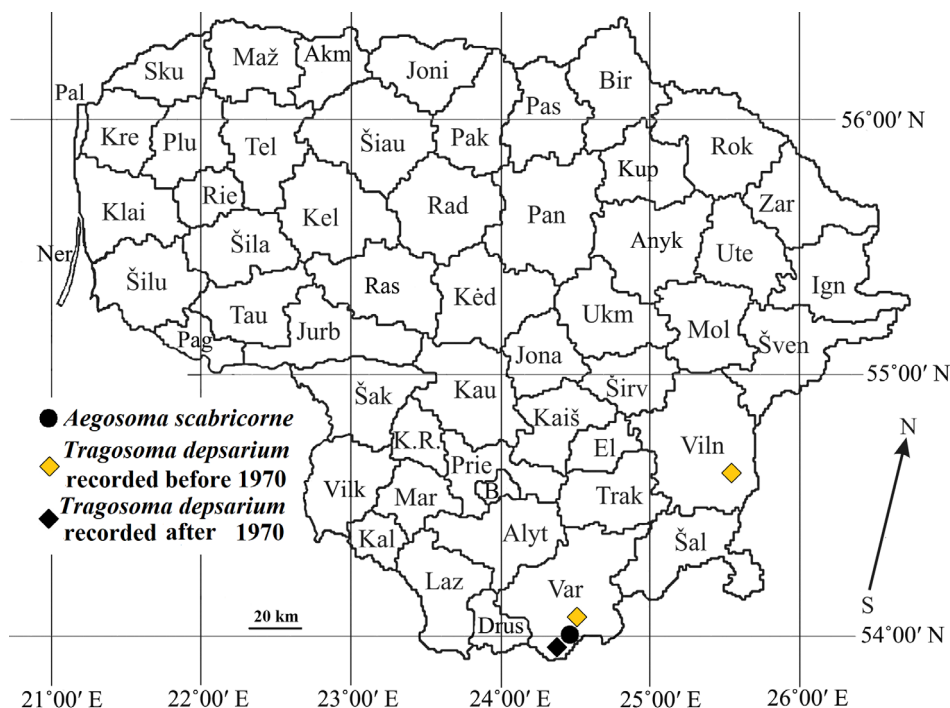 Sku
Maž
Akm
Joni
Bir
Pal
Pas
56°00′ N
Kre
Plu
Tel
Šiau
Pak
Rok
Kup
Rie
Zar
Klai
Kel
Rad
Pan
Anyk
Ner
Šila
Ute
Šilu
Ras
Kėd
Ign
Tau
Jurb
Ukm
Mol
Pag
Jona
Šven
55°00′ N
Šak
Kau
Širv
Aegosoma scabricorne
Kaiš
Tragosoma depsarium
recorded before 1970
K.R.
El
Viln
N
Prie
Vilk
Mar
B
Trak
Tragosoma depsarium
recorded after 1970
Kal
Alyt
Šal
Laz
Var
S
20 km
Drus
54°00′ N
21°00′ E
22°00′ E
23°00′ E
24°00′ E
25°00′ E
26°00′ E